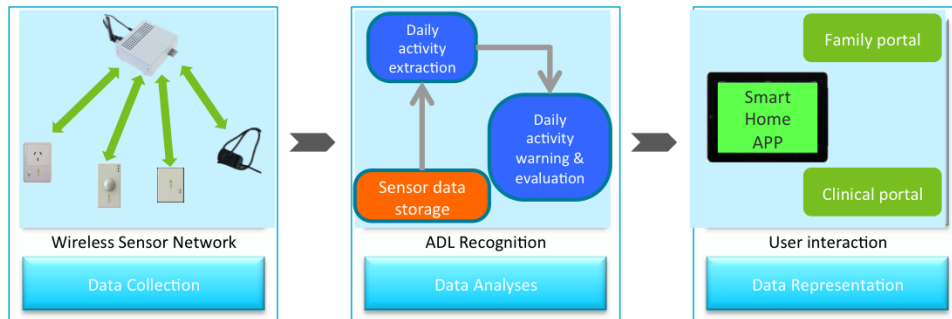 Daily
activity
extraction
Daily
activity
warning &
evaluation
Sensor data
storage
Family portal
Smart
Home
APP
Clinical portal
Wireless Sensor Network
ADL Recognition
User interaction
Data Collection
Data Analyses
Data Representation